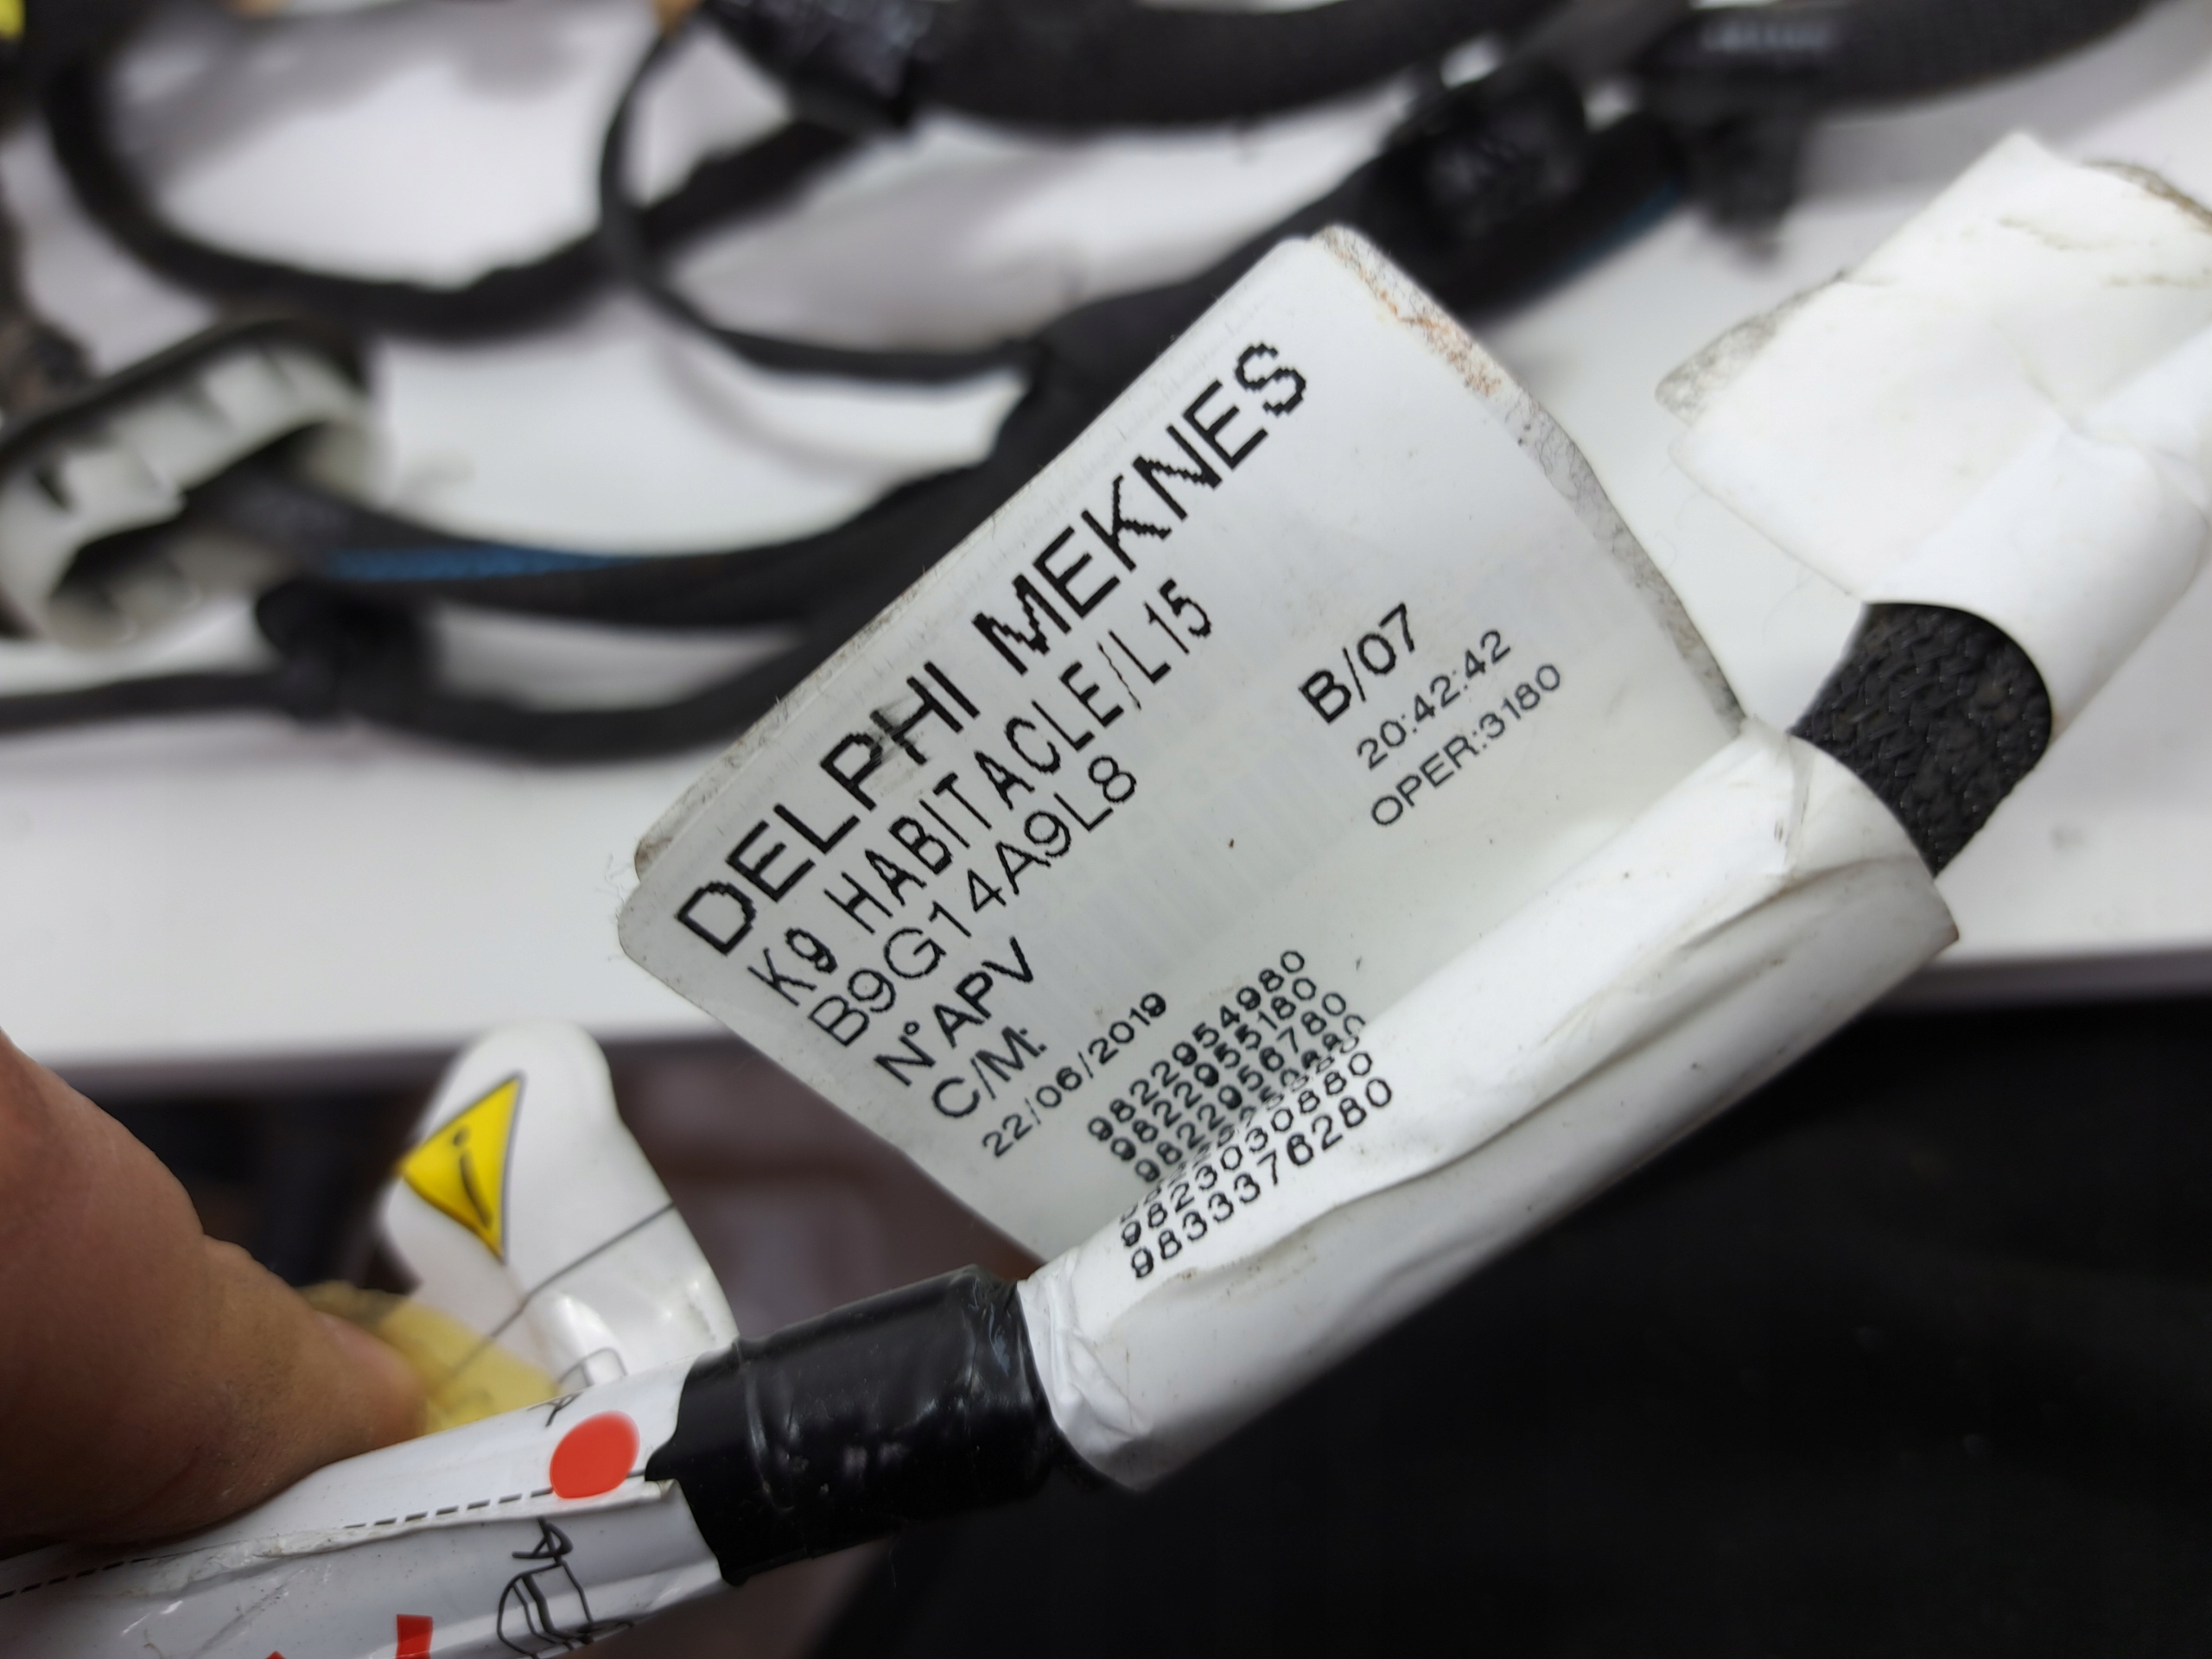 DELPHI MEKNES
K9 HABITACLE/L15
B9G14A9L8
N°APV
C/M:
22/06/2019
B/07
20:42:42
OPER:3180
9822954980
9822955180
9822956780
9823030880
9833376280